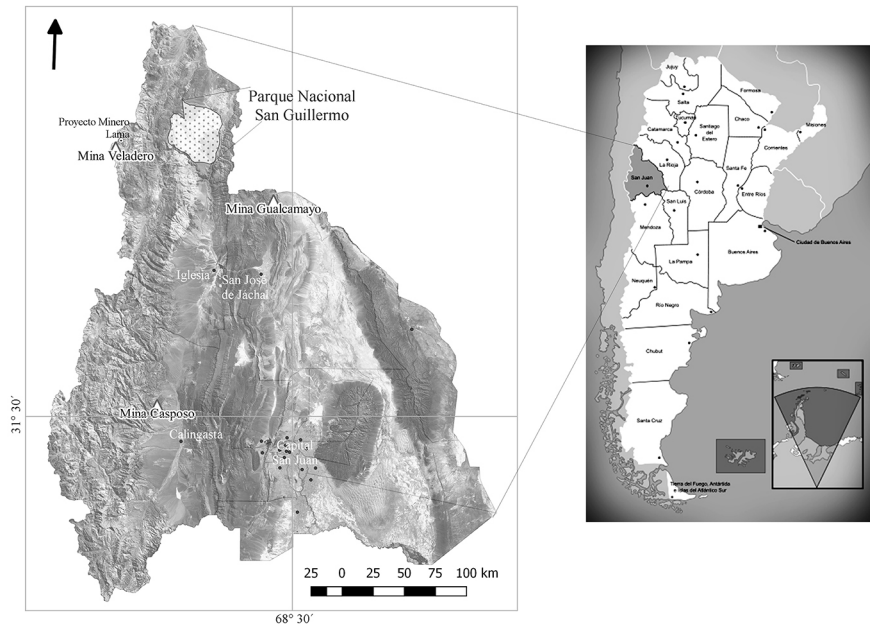 Parque Nacional
San Guillermo
Proyecto Minero
Lama
Mina Veladero
Mina Gualcamayo
Iglesia
San José
de Jachal
Mina Casposo
Calingasta
Capital
San Juan
31° 30´
68° 30´
25 0 25 50 75 100 km
Jujuy
Salta
Formosa
Tucumán
Chaco
Misiones
Santiago
del
Estero
Catamarca
Corrientes
La Rioja
Santa Fe
San Juan
Córdoba
Entre Ríos
San Luis
Mendoza
Ciudad de Buenos Aires
Buenos Aires
La Pampa
Neuquén
Río Negro
Chubut
Santa Cruz
Tierra del Fuego, Antártida
e Islas del Atlántico Sur